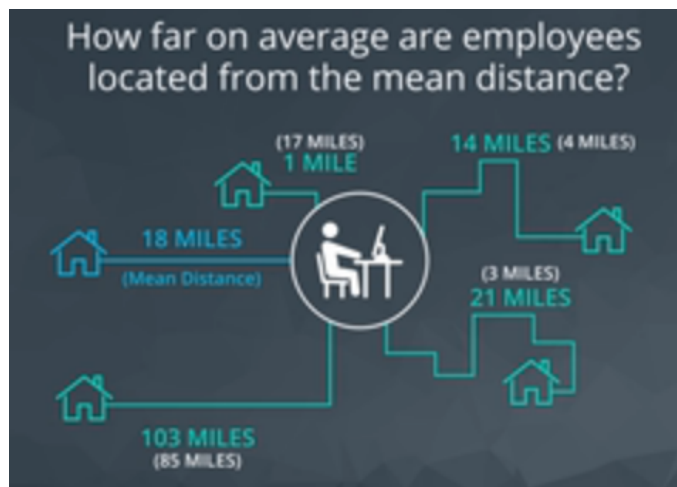 How far on average are employees
located from the mean distance?
(17 MILES)
1 MILE
14 MILES (4 MILES)
18 MILES
(Mean Distance)
(3 MILES)
21 MILES
103 MILES
(85 MILES)